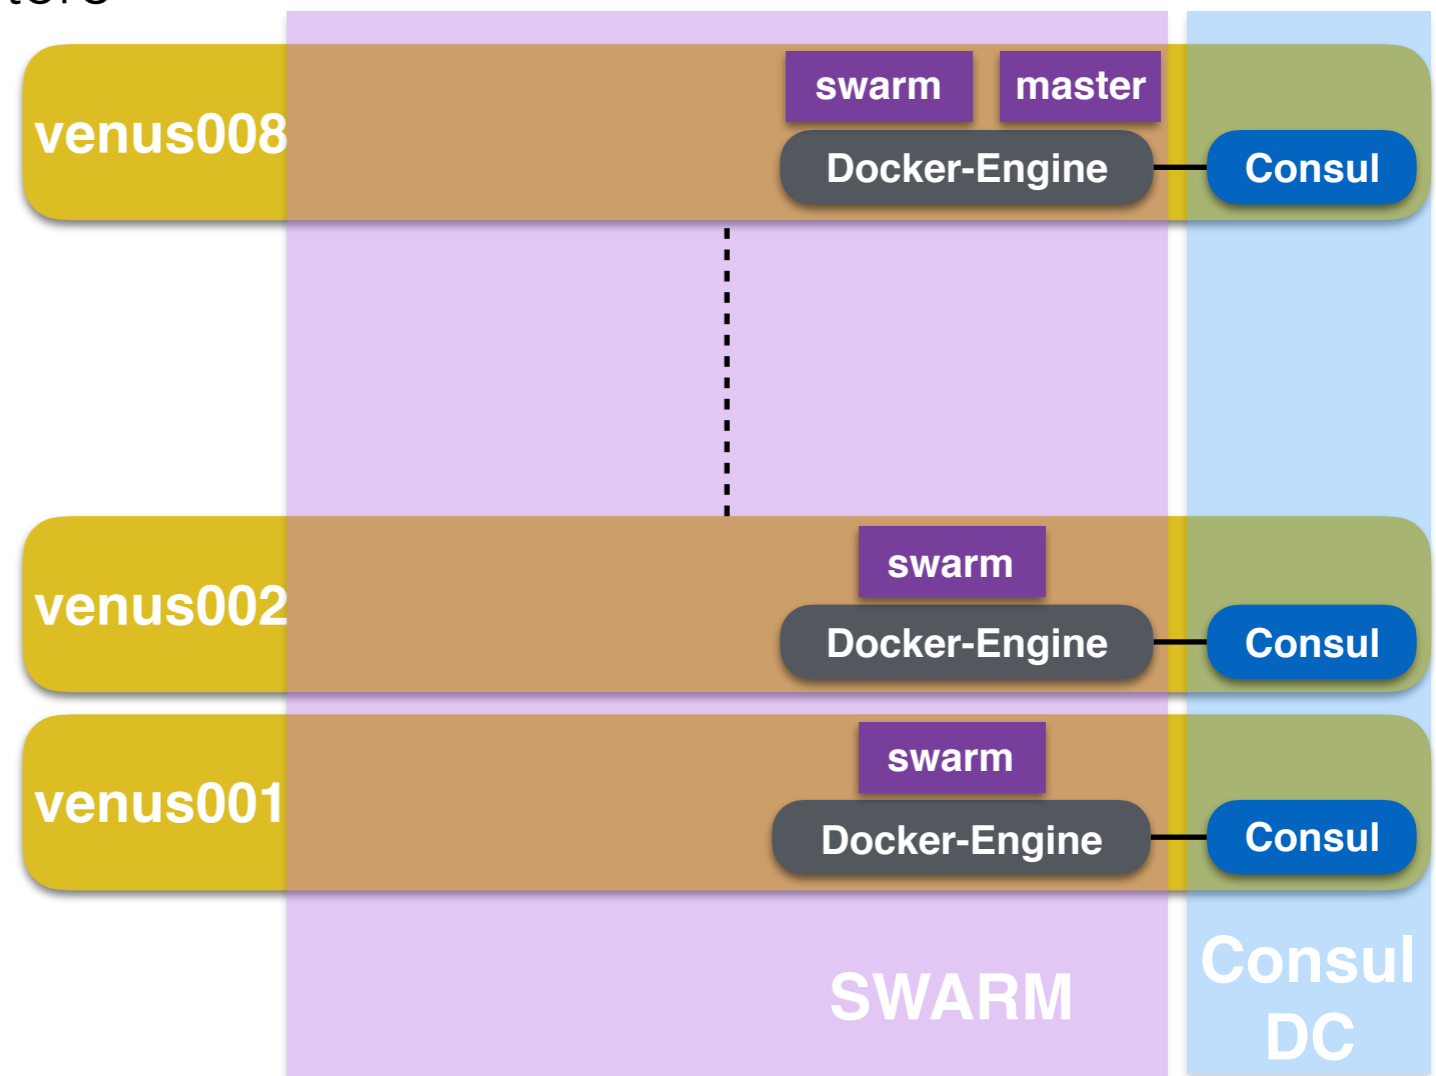 swarm master
venus008
Docker-Engine Consul
swarm
venus002
Docker-Engine Consul
swarm
venus001
Docker-Engine Consul
SWARM
Consul
DC